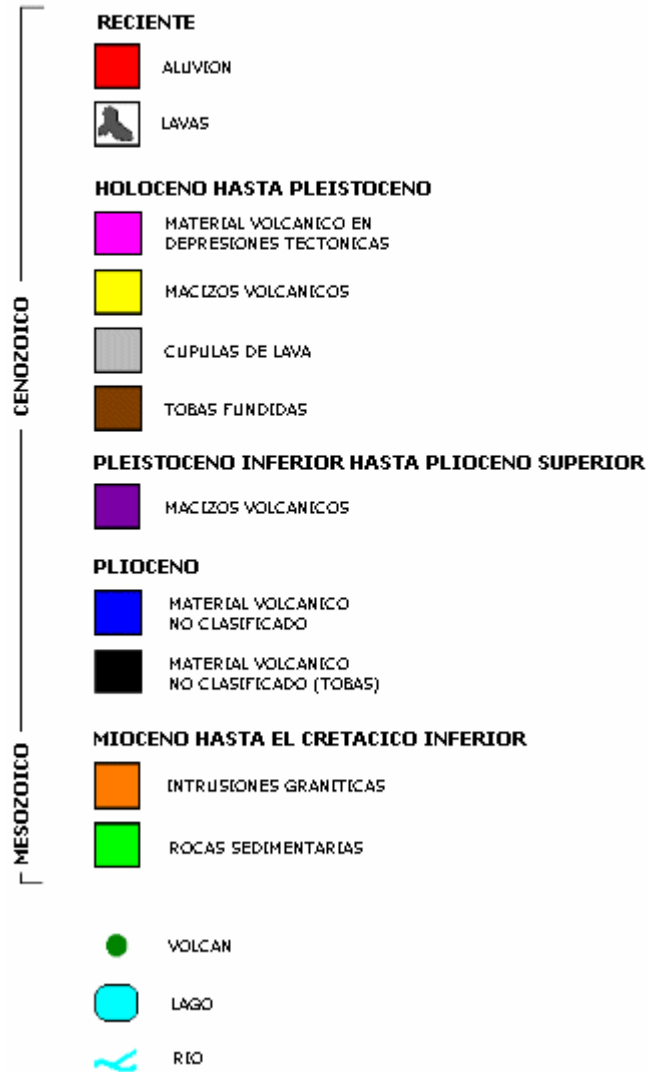 RECIENTE
ALUVION
LAVAS
HOLOCENO HASTA PLEISTOCENO
MATERIAL VOLCANICO EN
DEPRESIONES TECTONICAS
MACIZOS VOLCANICOS
CUPULAS DE LAVA
TOBAS FUNDIDAS
CENOZOICO
PLEISTOCENO INFERIOR HASTA PLIOCENO SUPERIOR
MACIZOS VOLCANICOS
PLIOCENO
MATERIAL VOLCANICO
NO CLASIFICADO
MATERIAL VOLCANICO
NO CLASIFICADO (TOBAS)
MIOCENO HASTA EL CRETACICO INFERIOR
INTRUSIONES GRANITICAS
ROCAS SEDIMENTARIAS
MESOZOICO
VOLCAN
LAGO
RIO